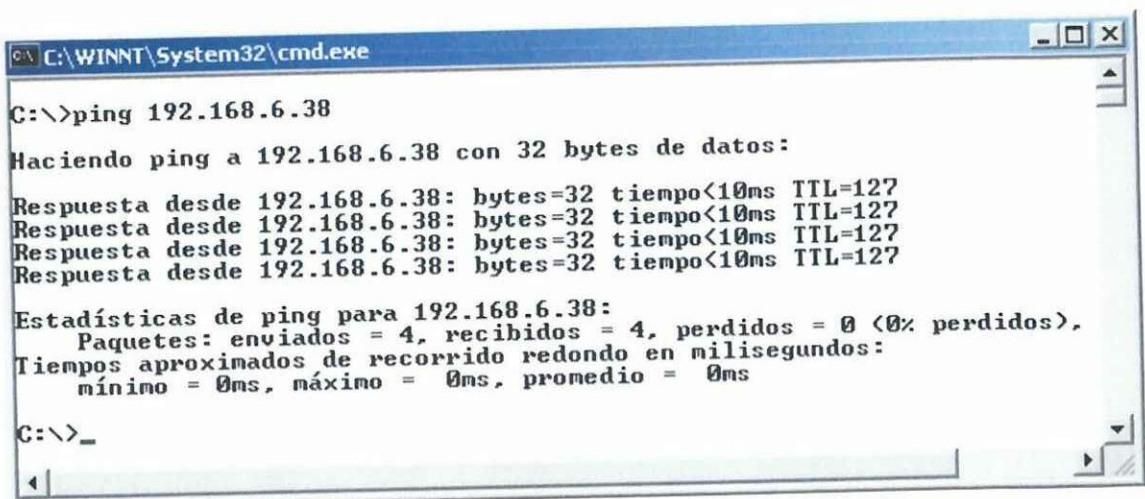 C:\WINNT\System32\cmd.exe
C:\>ping 192.168.6.38
Haciendo ping a 192.168.6.38 con 32 bytes de datos:
Respuesta desde 192.168.6.38: bytes=32 tiempo<10ms TTL=127
Respuesta desde 192.168.6.38: bytes=32 tiempo<10ms TTL=127
Respuesta desde 192.168.6.38: bytes=32 tiempo<10ms TTL=127
Respuesta desde 192.168.6.38: bytes=32 tiempo<10ms TTL=127
Estadísticas de ping para 192.168.6.38:
Paquetes: enviados = 4, recibidos = 4, perdidos = 0 (0% perdidos),
Tiempos aproximados de recorrido redondo en milisegundos:
mínimo = 0ms, máximo = 0ms, promedio = 0ms
C:\>_